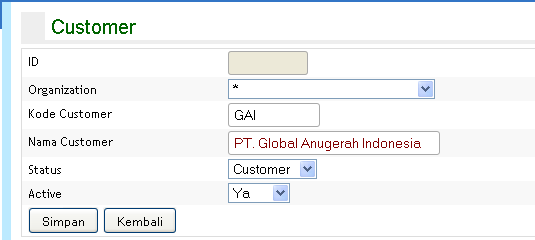 Customer
ID
Organization *
Kode Customer GAI
Nama Customer PT. Global Anugerah Indonesia
Status Customer
Active Ya
Simpan Kembali